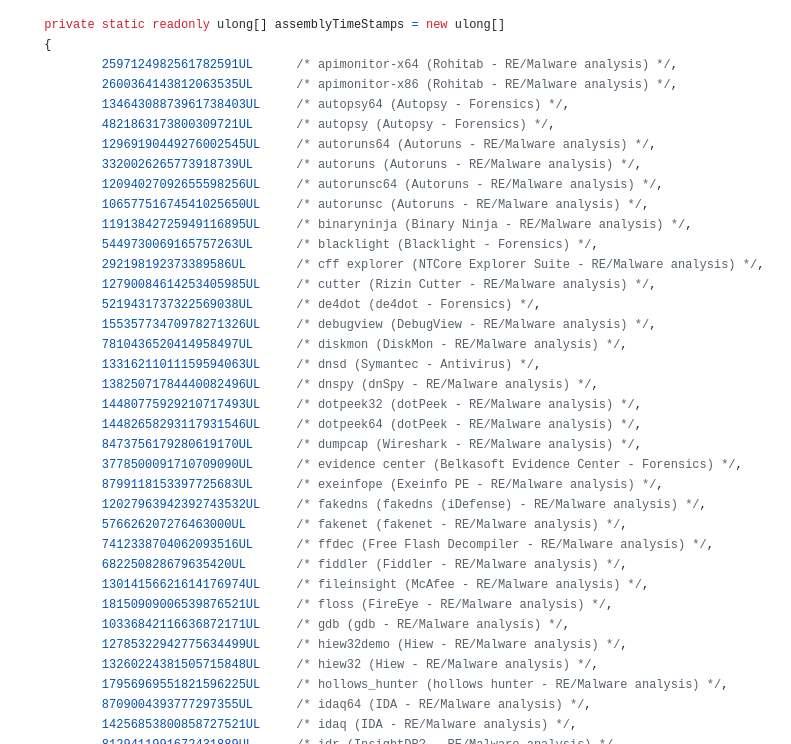 private static readonly ulong[] assemblyTimeStamps = new ulong[]
{
2597124982561782591UL /* apimonitor-x64 (Rohitab - RE/Malware analysis) */,
2600364143812063535UL /* apimonitor-x86 (Rohitab - RE/Malware analysis) */,
13464308873961738403UL /* autopsy64 (Autopsy - Forensics) */,
4821863173800309721UL /* autopsy (Autopsy - Forensics) */,
12969190449276002545UL /* autoruns64 (Autoruns - RE/Malware analysis) */,
3320026265773918739UL /* autoruns (Autoruns - RE/Malware analysis) */,
12094027092655598256UL /* autorunsc64 (Autoruns - RE/Malware analysis) */,
10657751674541025650UL /* autorunsc (Autoruns - RE/Malware analysis) */,
11913842725949116895UL /* binaryninja (Binary Ninja - RE/Malware analysis) */,
5449730069165757263UL /* blacklight (Blacklight - Forensics) */,
292198192373389586UL /* cff explorer (NTCore Explorer Suite - RE/Malware analysis) */,
12790084614253405985UL /* cutter (Rizin Cutter - RE/Malware analysis) */,
5219431737322569038UL /* de4dot (de4dot - Forensics) */,
15535773470978271326UL /* debugview (DebugView - RE/Malware analysis) */,
7810436520414958497UL /* diskmon (DiskMon - RE/Malware analysis) */,
13316211011159594063UL /* dnsd (Symantec - Antivirus) */,
13825071784440082496UL /* dnspy (dnSpy - RE/Malware analysis) */,
14480775929210717493UL /* dotpeek32 (dotPeek - RE/Malware analysis) */,
14482658293117931546UL /* dotpeek64 (dotPeek - RE/Malware analysis) */,
8473756179280619170UL /* dumpcap (Wireshark - RE/Malware analysis) */,
3778500091710709090UL /* evidence center (Belkasoft Evidence Center - Forensics) */,
8799118153397725683UL /* exeinfope (Exeinfo PE - RE/Malware analysis) */,
12027963942392743532UL /* fakedns (fakedns (iDefense) - RE/Malware analysis) */,
576626207276463000UL /* fakenet (fakenet - RE/Malware analysis) */,
7412338704062093516UL /* ffdec (Free Flash Decompiler - RE/Malware analysis) */,
682250828679635420UL /* fiddler (Fiddler - RE/Malware analysis) */,
13014156621614176974UL /* fileinsight (McAfee - RE/Malware analysis) */,
18150909006539876521UL /* floss (FireEye - RE/Malware analysis) */,
10336842116636872171UL /* gdb (gdb - RE/Malware analysis) */,
12785322942775634499UL /* hiew32demo (Hiew - RE/Malware analysis) */,
13260224381505715848UL /* hiew32 (Hiew - RE/Malware analysis) */,
17956969551821596225UL /* hollows_hunter (hollows hunter - RE/Malware analysis) */,
8709004393777297355UL /* idaq64 (IDA - RE/Malware analysis) */,
14256853800858727521UL /* idaq (IDA - RE/Malware analysis) */,
8129411991672431889UL /* idr (InsightDR2 - RE/Malware analysis) */